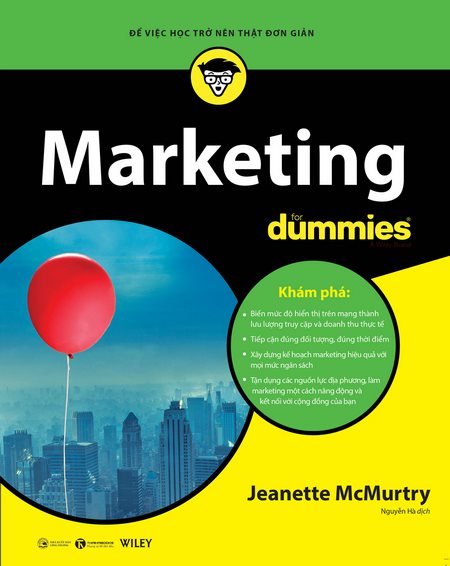 ĐỂ VIỆC HỌC TRỞ NÊN THẬT ĐƠN GIẢN
Marketing
for
dummies®
Khám phá:
• Biến mức độ hiển thị trên mạng thành
lưu lượng truy cập và doanh thu thực tế
• Tiếp cận đúng đối tượng, đúng thời điểm
• Xây dựng kế hoạch marketing hiệu quả với
mọi mức ngân sách
• Tận dụng các nguồn lực địa phương, làm
marketing một cách năng động và
kết nối với cộng đồng của bạn
Jeanette McMurtry
Nguyễn Hà dịch
WILEY